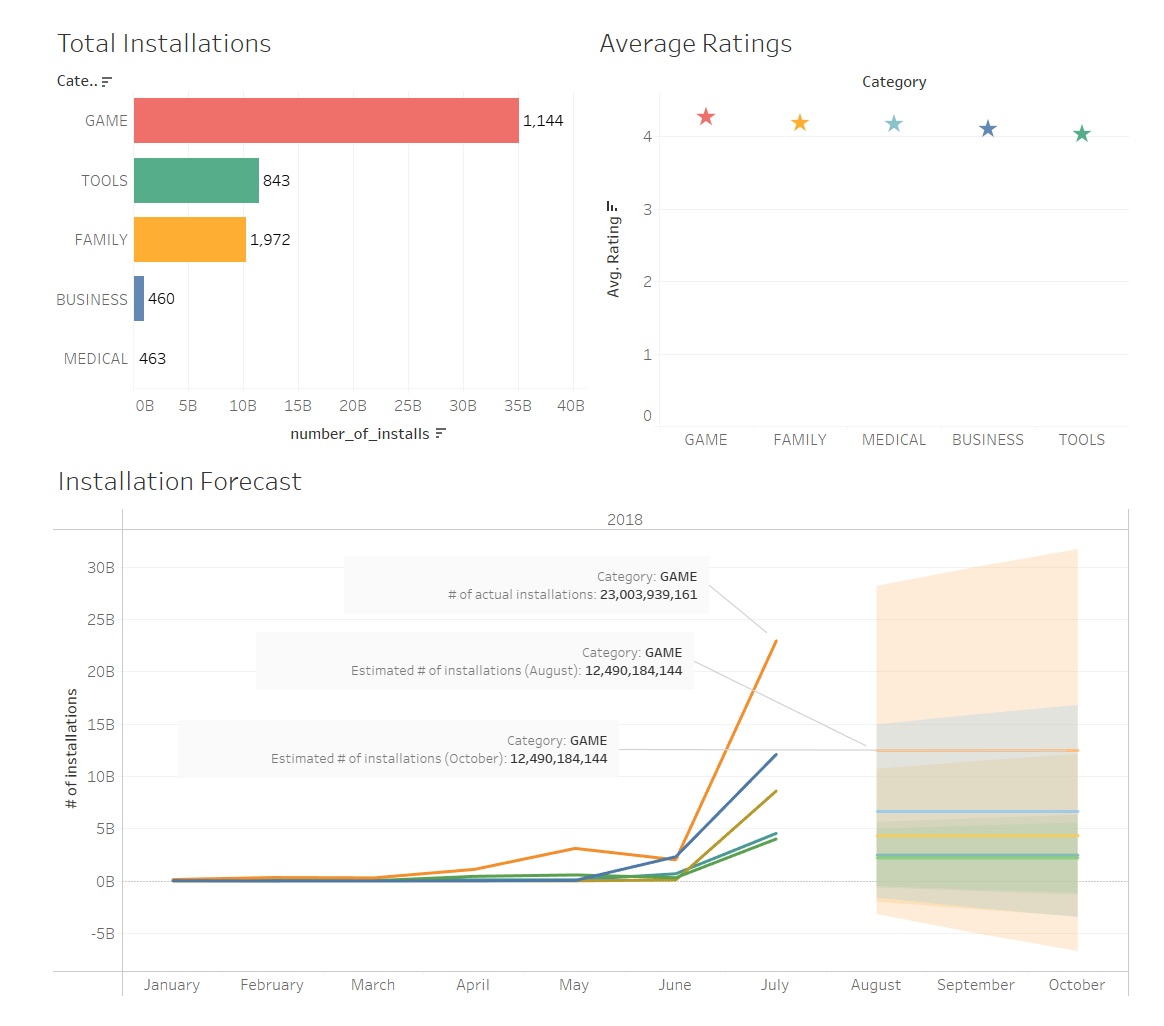 Total Installations
Cate..
GAME 1,144
TOOLS 843
FAMILY 1,972
BUSINESS 460
MEDICAL 463
0B 5B 10B 15B 20B 25B 30B 35B 40B
number_of_installs
Average Ratings
Category
4
3
2
1
0
Avg. Rating
GAME FAMILY MEDICAL BUSINESS TOOLS
Installation Forecast
2018
30B
25B
20B
15B
10B
5B
0B
-5B
# of installations
Category: GAME
# of actual installations: 23,003,939,161
Category: GAME
Estimated # of installations (August): 12,490,184,144
Category: GAME
Estimated # of installations (October): 12,490,184,144
January February March April May June July August September October